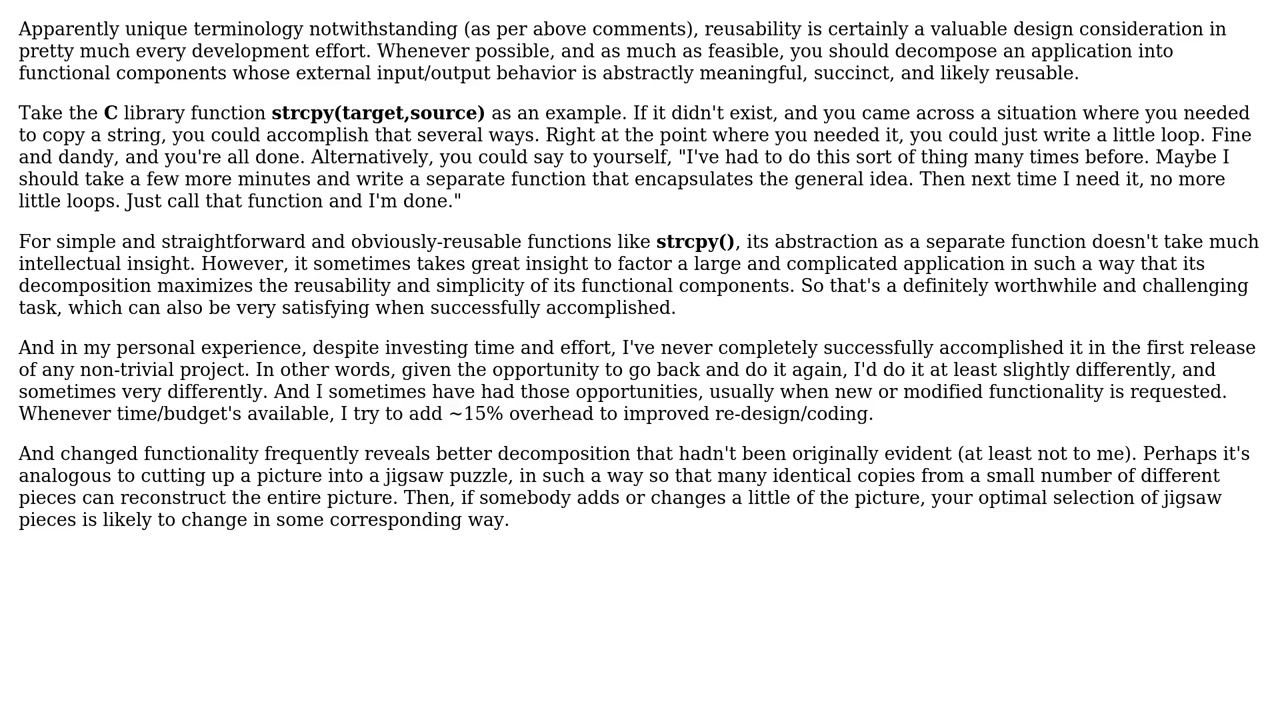 Apparently unique terminology notwithstanding (as per above comments), reusability is certainly a valuable design consideration in
pretty much every development effort. Whenever possible, and as much as feasible, you should decompose an application into
functional components whose external input/output behavior is abstractly meaningful, succinct, and likely reusable.
Take the C library function strcpy(target,source) as an example. If it didn't exist, and you came across a situation where you needed
to copy a string, you could accomplish that several ways. Right at the point where you needed it, you could just write a little loop. Fine
and dandy, and you're all done. Alternatively, you could say to yourself, "I've had to do this sort of thing many times before. Maybe I
should take a few more minutes and write a separate function that encapsulates the general idea. Then next time I need it, no more
little loops. Just call that function and I'm done."
For simple and straightforward and obviously-reusable functions like strcpy(), its abstraction as a separate function doesn't take much
intellectual insight. However, it sometimes takes great insight to factor a large and complicated application in such a way that its
decomposition maximizes the reusability and simplicity of its functional components. So that's a definitely worthwhile and challenging
task, which can also be very satisfying when successfully accomplished.
And in my personal experience, despite investing time and effort, I've never completely successfully accomplished it in the first release
of any non-trivial project. In other words, given the opportunity to go back and do it again, I'd do it at least slightly differently, and
sometimes very differently. And I sometimes have had those opportunities, usually when new or modified functionality is requested.
Whenever time/budget's available, I try to add ~15% overhead to improved re-design/coding.
And changed functionality frequently reveals better decomposition that hadn't been originally evident (at least not to me). Perhaps it's
analogous to cutting up a picture into a jigsaw puzzle, in such a way so that many identical copies from a small number of different
pieces can reconstruct the entire picture. Then, if somebody adds or changes a little of the picture, your optimal selection of jigsaw
pieces is likely to change in some corresponding way.